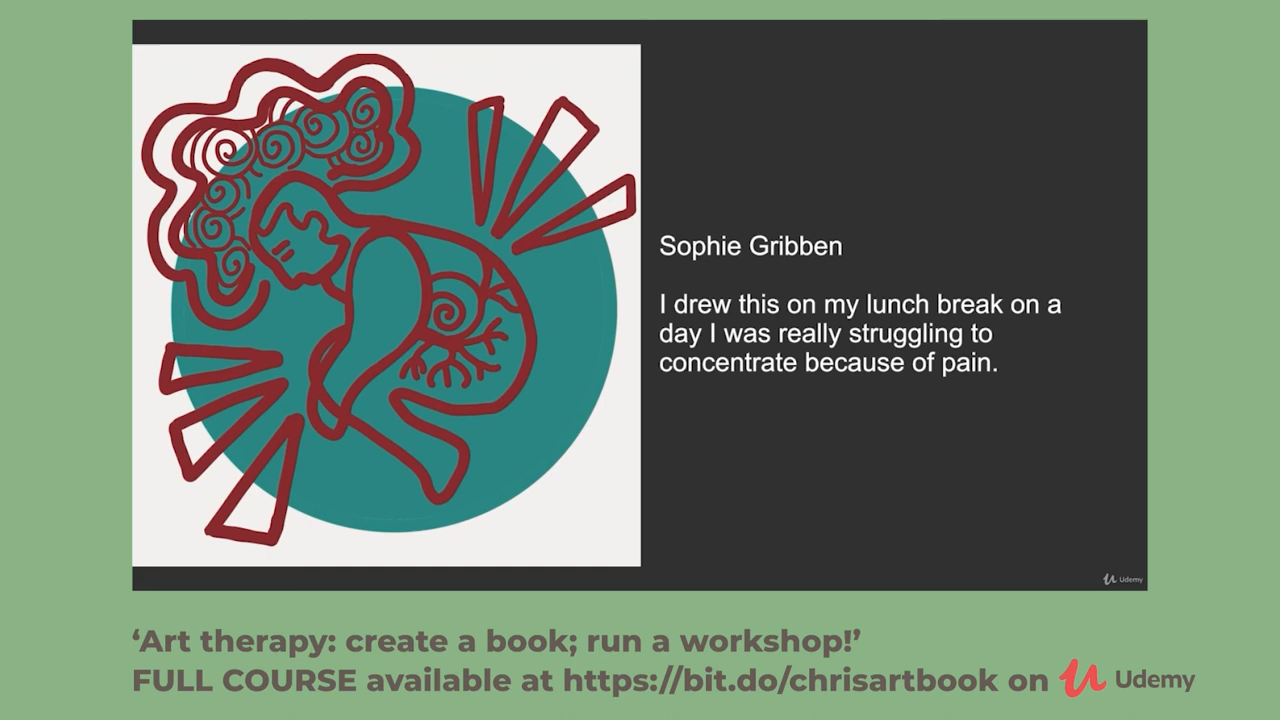 Sophie Gribben
I drew this on my lunch break on a
day I was really struggling to
concentrate because of pain.
Udemy
‘Art therapy: create a book; run a workshop!’
FULL COURSE available at https://bit.do/chrisartbook on Udemy